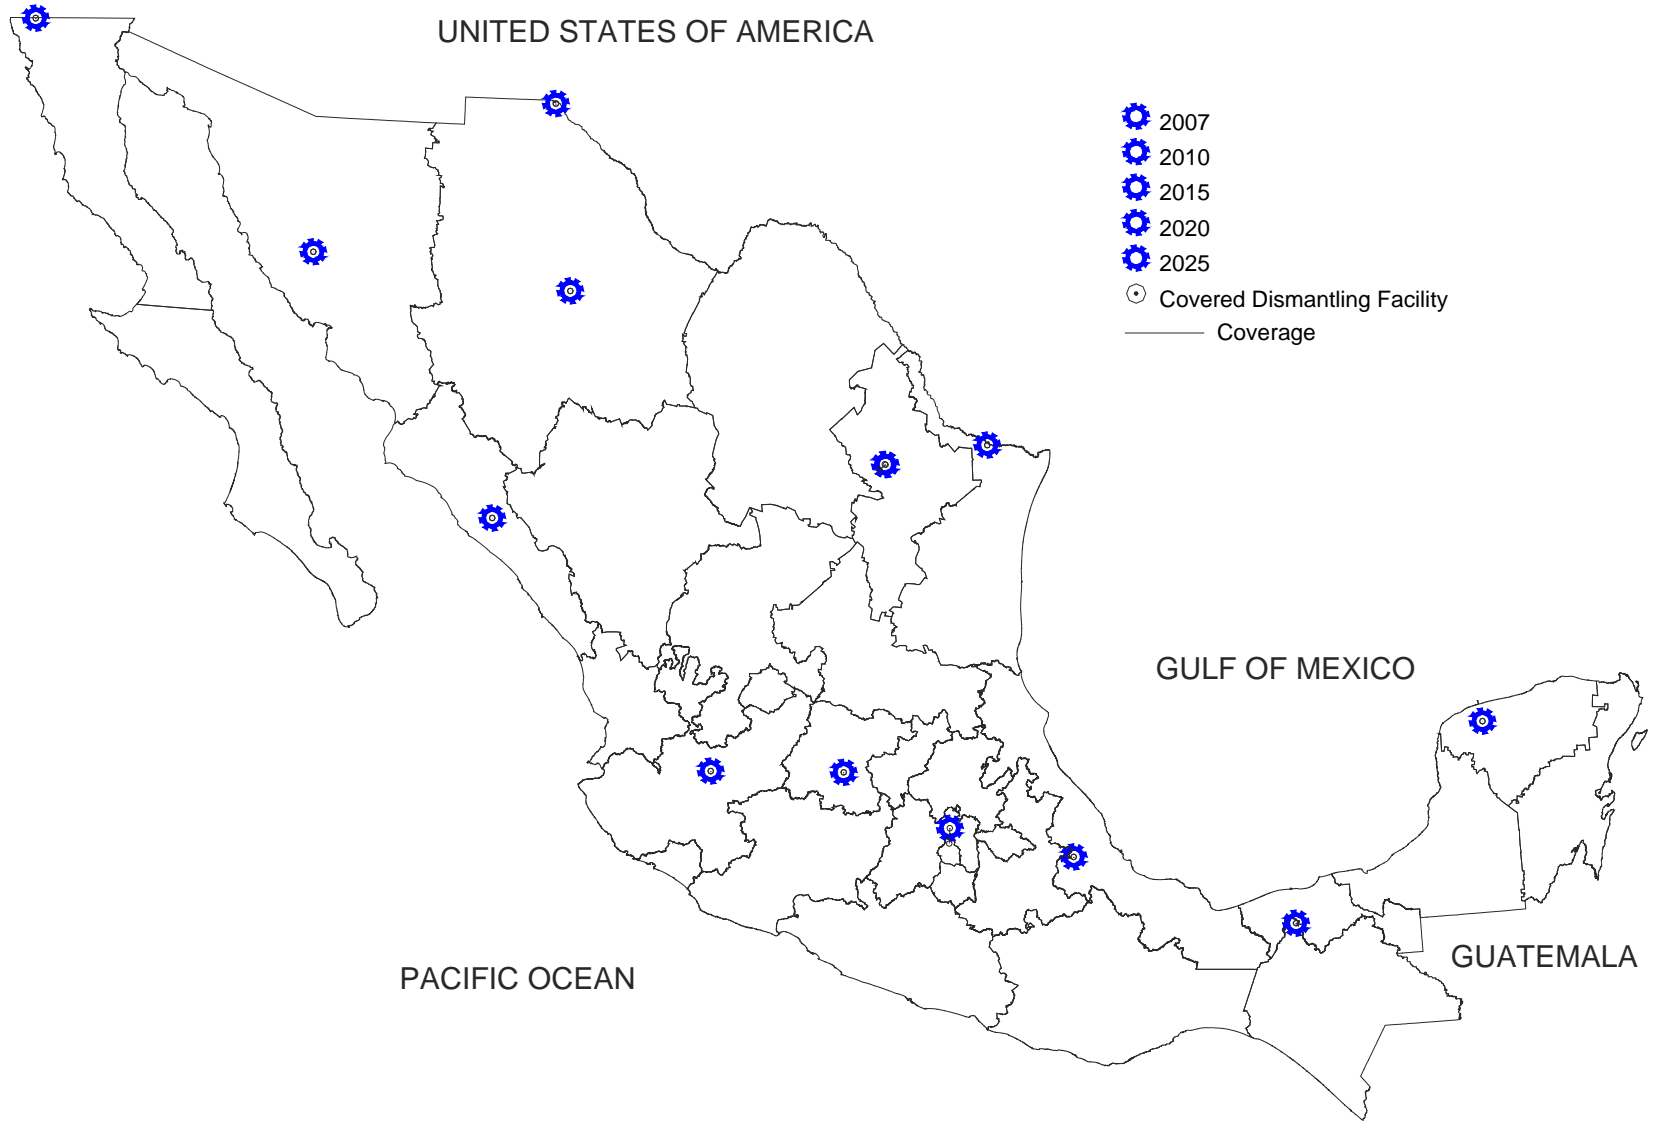 UNITED STATES OF AMERICA
2007
2010
2015
2020
2025
Covered Dismantling Facility
Coverage
GULF OF MEXICO
GUATEMALA
PACIFIC OCEAN